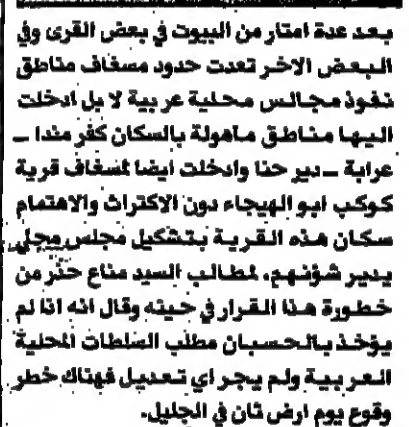 بعد عدة امتار من البيوت في بعض القرى وفي
البعض الاخر تعدت حدود مسغاف مناطق
نفوذ مجالس محلية عربية لا بل ادخلت
اليها مناطق ماهولة بالسكان كفر مندا _
عرابة _ دير حنا وادخلت ايضا لمسغاف قرية
كوكب ابو الهيجاء دون الاكتراث والاهتمام
سكان هذه القرية بتشكيل مجلس محلي
يدير شؤنهم. لمطالب السيد مناع حذر من
خطورة هذا القرار في حينه وقال انه اذا لم
يؤخذ بالحسبان مطلب السلطات المحلية
العربية ولم يجر اي تعديل فهناك خطر
وقوع يوم ارض ثان في الجليل.